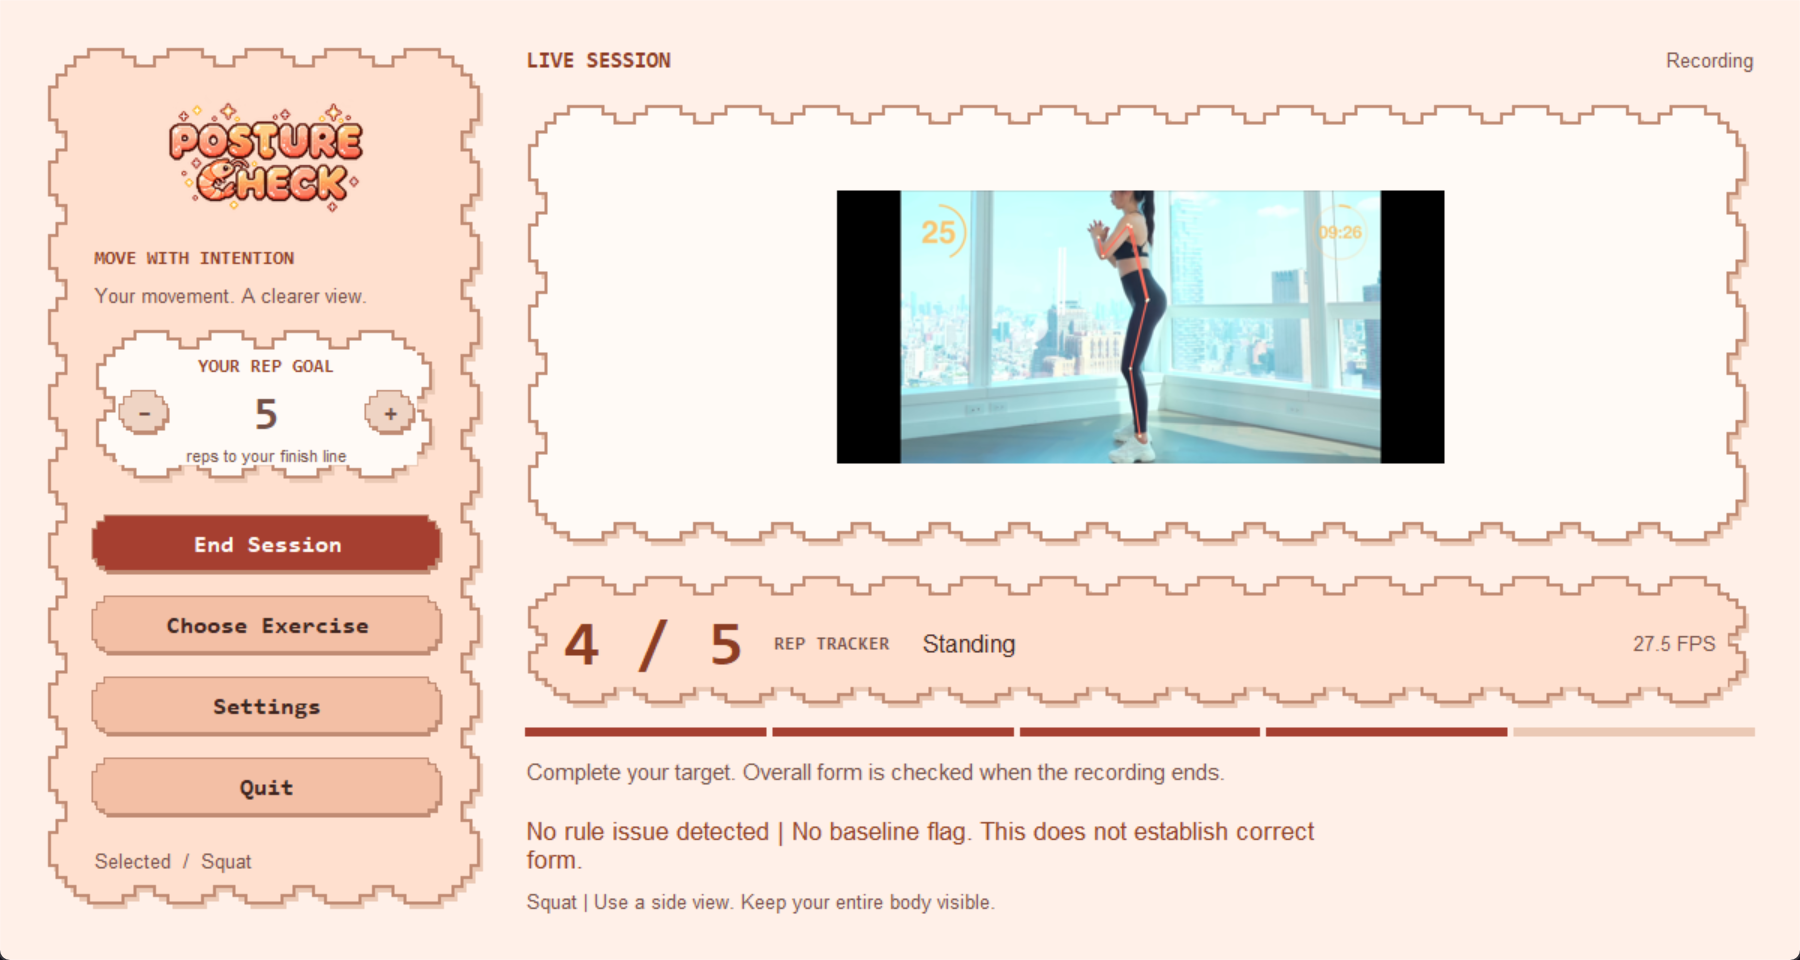 POSTURE
CHECK
MOVE WITH INTENTION
Your movement. A clearer view.
YOUR REP GOAL
- 5 +
reps to your finish line
End Session
Choose Exercise
Settings
Quit
Selected / Squat
LIVE SESSION
Recording
25
09:26
4 / 5 REP TRACKER Standing 27.5 FPS
Complete your target. Overall form is checked when the recording ends.
No rule issue detected | No baseline flag. This does not establish correct
form.
Squat | Use a side view. Keep your entire body visible.